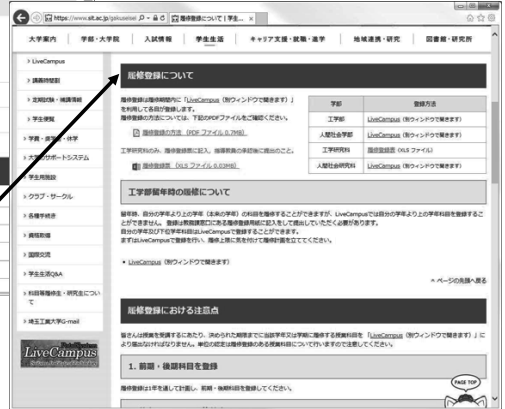 https://www.sit.ac.jp/gakusei
履修登録について | 学生...
大学案内
学部・大学院
入試情報
学生生活
キャリア支援・就職・進学
地域連携・研究
図書館・研究所
> LiveCampus
> 講義時間割
> 定期試験・補講情報
> 学生便覧
> 学費・奨学金・休学
> 大学のサポートシステム
学生用施設
> クラブ・サークル
> 各種手続き
> 資格取得
> 国際交流
> 学生生活Q&A
> 科目等履修生・研究生について
> 埼玉工業大学G-mail
LiveCampus
履修登録について
履修登録は履修期間内に「LiveCampus（別ウィンドウで開きます）」
を利用して各自が登録します。
履修登録の方法については、下記のPDFファイルをご確認ください。
履修登録の方法 （PDF ファイル 0.7MB）
工学研究科のみ、履修登録票に記入、指導教員の承認後に提出のこと。
履修登録票 （XLS ファイル 0.03MB）
学部 登録方法
工学部 LiveCampus（別ウィンドウで開きます）
人間社会学部 LiveCampus（別ウィンドウで開きます）
工学研究科 履修登録票（XLS ファイル）
人間社会研究科 LiveCampus（別ウィンドウで開きます）
工学部留年時の履修について
留年時、自分の学年より上の学年（本来の学年）の科目を履修することができますが、LiveCampusでは自分の学年より上の学年科目を登録するこ
とができません。登録は教務課窓口にある履修登録用紙に記入をして提出していただく必要があります。
自分の学年及び下位学年科目はLiveCampusで登録することができます。
まずはLiveCampusで登録を行い、履修上限に気を付けて履修計画を立ててください。
• LiveCampus（別ウィンドウで開きます）
ページの先頭へ戻る
履修登録における注意点
皆さんは授業を受講するにあたり、決められた期限までに当該学年又は学期に履修する授業科目を「LiveCampus（別ウィンドウで開きます）」に
より届出なければなりません。単位の認定は履修登録のある授業科目について行いますので注意してください。
1. 前期・後期科目を登録
履修登録は1年を通して計画し、前期・後期科目を登録してください。
PAGE TOP